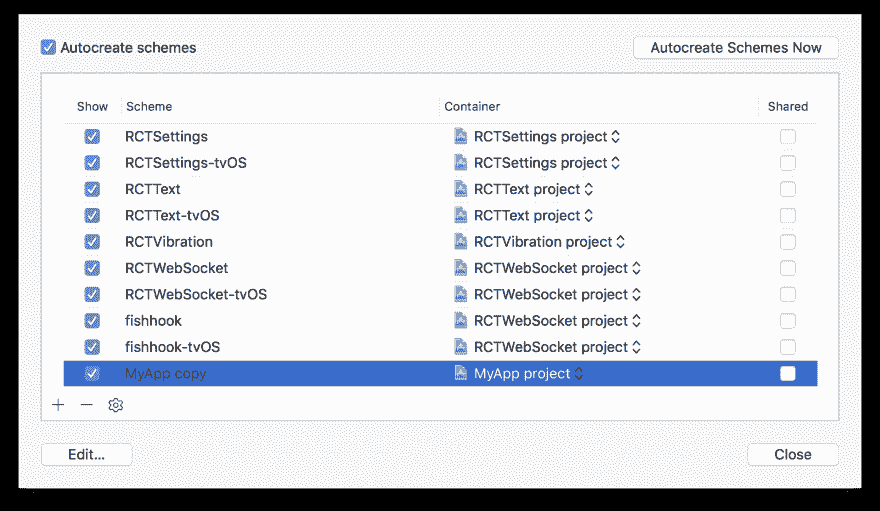 Autocreate schemes Autocreate Schemes Now
Show Scheme Container Shared
RCTSettings RCTSettings project
RCTSettings-tvOS RCTSettings project
RCTText RCTText project
RCTText-tvOS RCTText project
RCTVibration RCTVibration project
RCTWebSocket RCTWebSocket project
RCTWebSocket-tvOS RCTWebSocket project
fishhook RCTWebSocket project
fishhook-tvOS RCTWebSocket project
MyApp copy MyApp project
Edit... Close